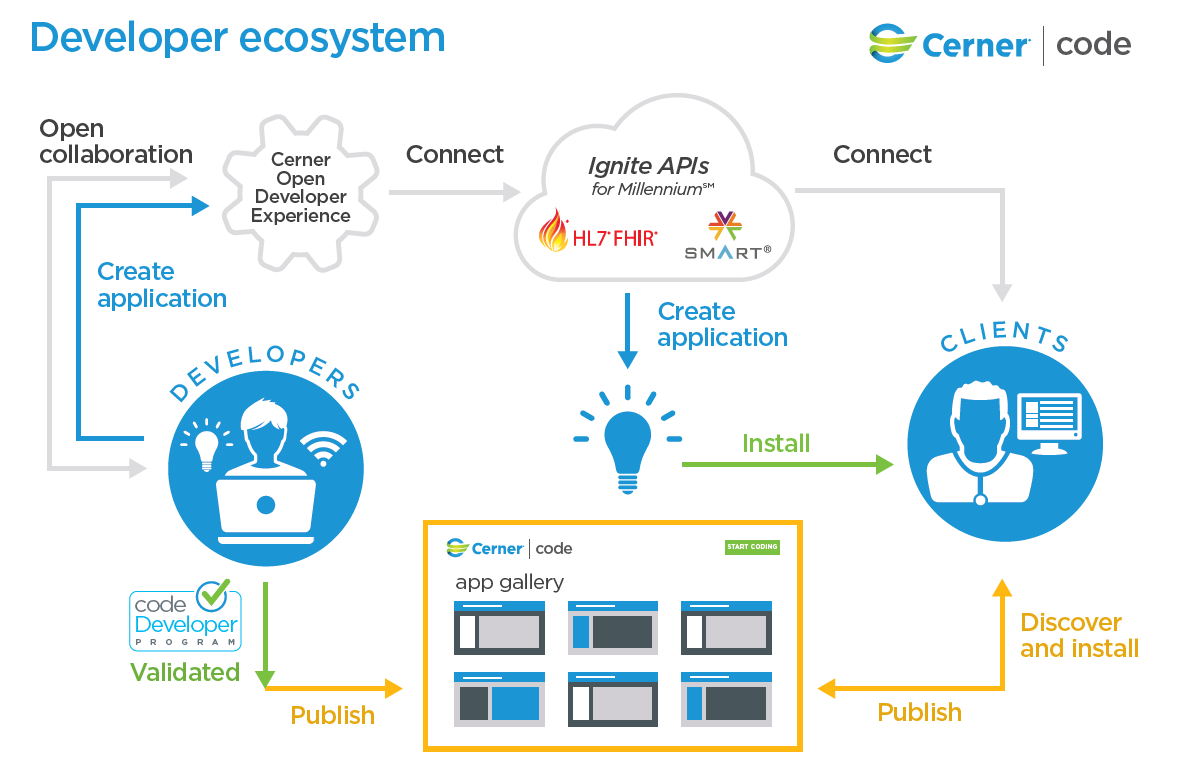 Developer ecosystem
Cerner® | code
Open
collaboration
Cerner
Open
Developer
Experience
Connect
Ignite APIs
for Millennium℠
HL7® FHIR®
SMART®
Connect
Create
application
Create
application
DEVELOPERS
CLIENTS
Install
code
Developer
PROGRAM
Validated
Publish
Cerner | code
START CODING
app gallery
Discover
and install
Publish